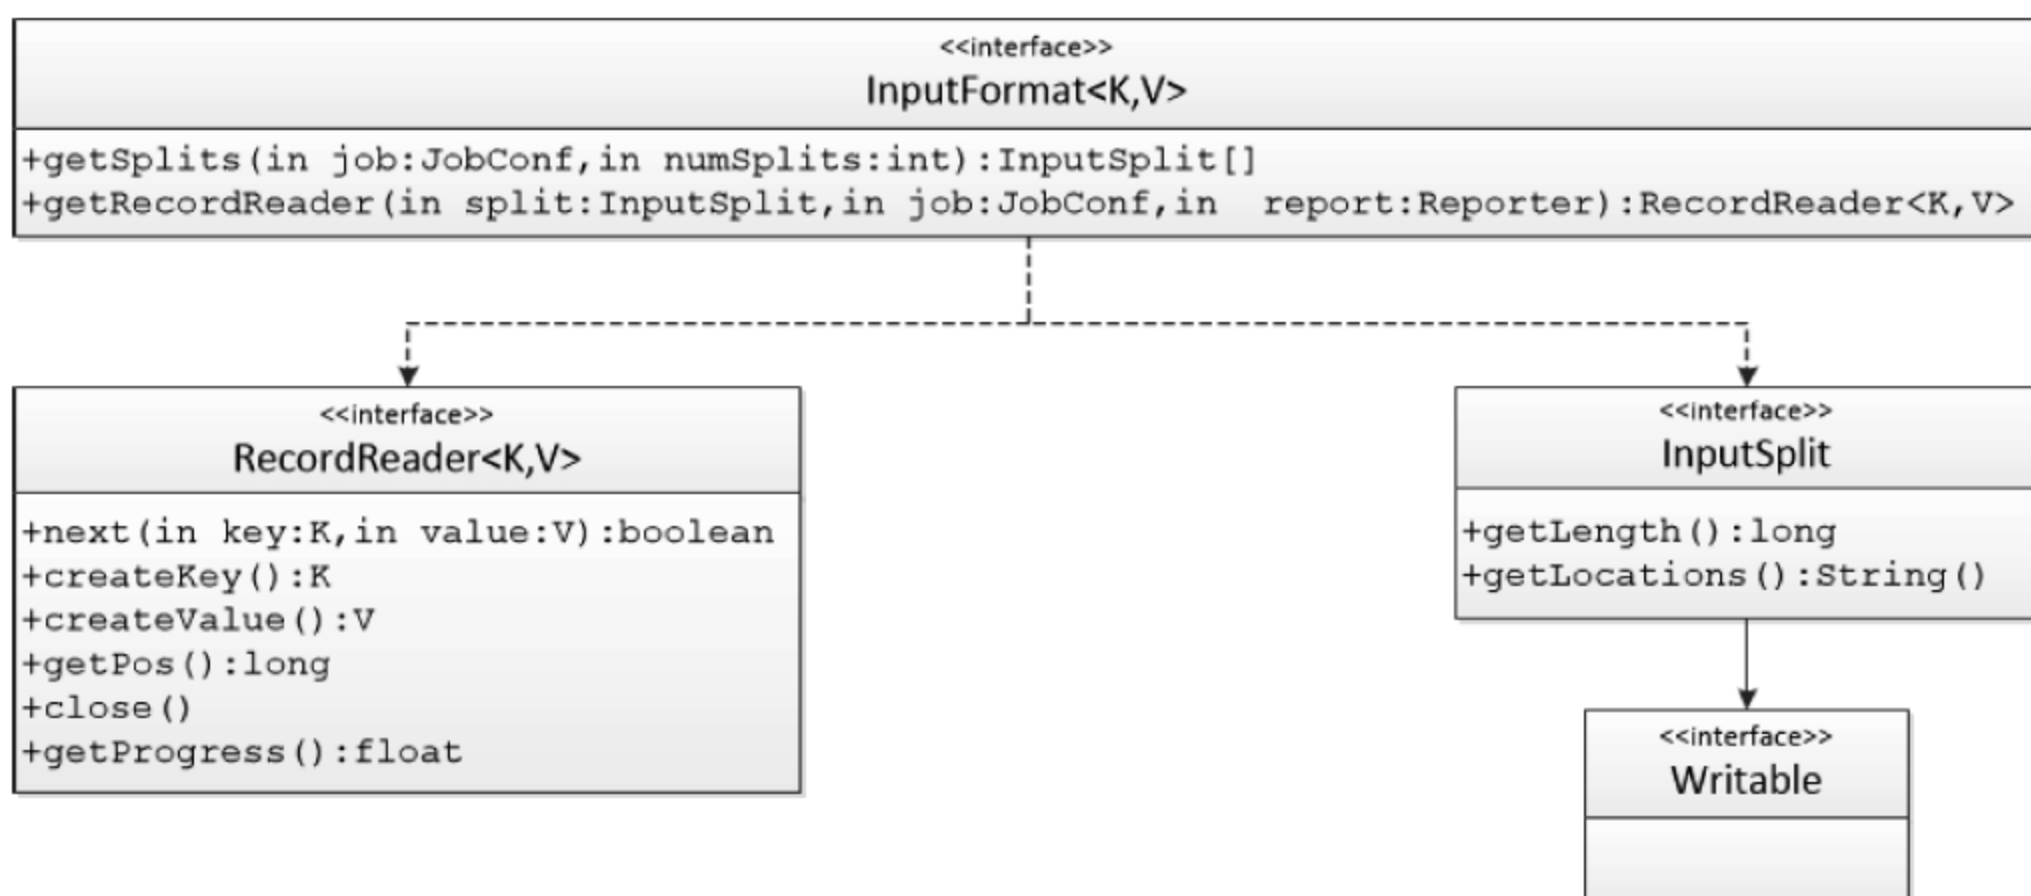 <<interface>>
InputFormat<K,V>
+getSplits(in job:JobConf,in numSplits:int):InputSplit[]
+getRecordReader(in split:InputSplit,in job:JobConf,in  report:Reporter):RecordReader<K,V>
<<interface>>
RecordReader<K,V>
+next(in key:K,in value:V):boolean
+createKey():K
+createValue():V
+getPos():long
+close()
+getProgress():float
<<interface>>
InputSplit
+getLength():long
+getLocations():String()
<<interface>>
Writable